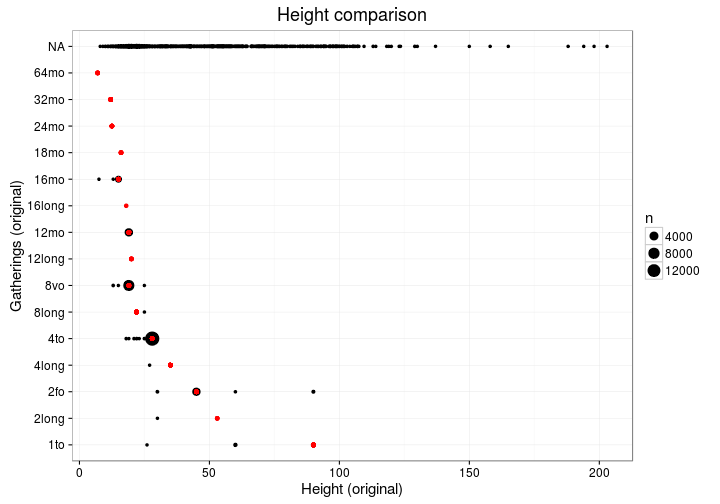 Height comparison
Gatherings (original)
NA
64mo
32mo
24mo
18mo
16mo
16long
12mo
12long
8vo
8long
4to
4long
2fo
2long
1to
0 50 100 150 200
Height (original)
n
4000
8000
12000